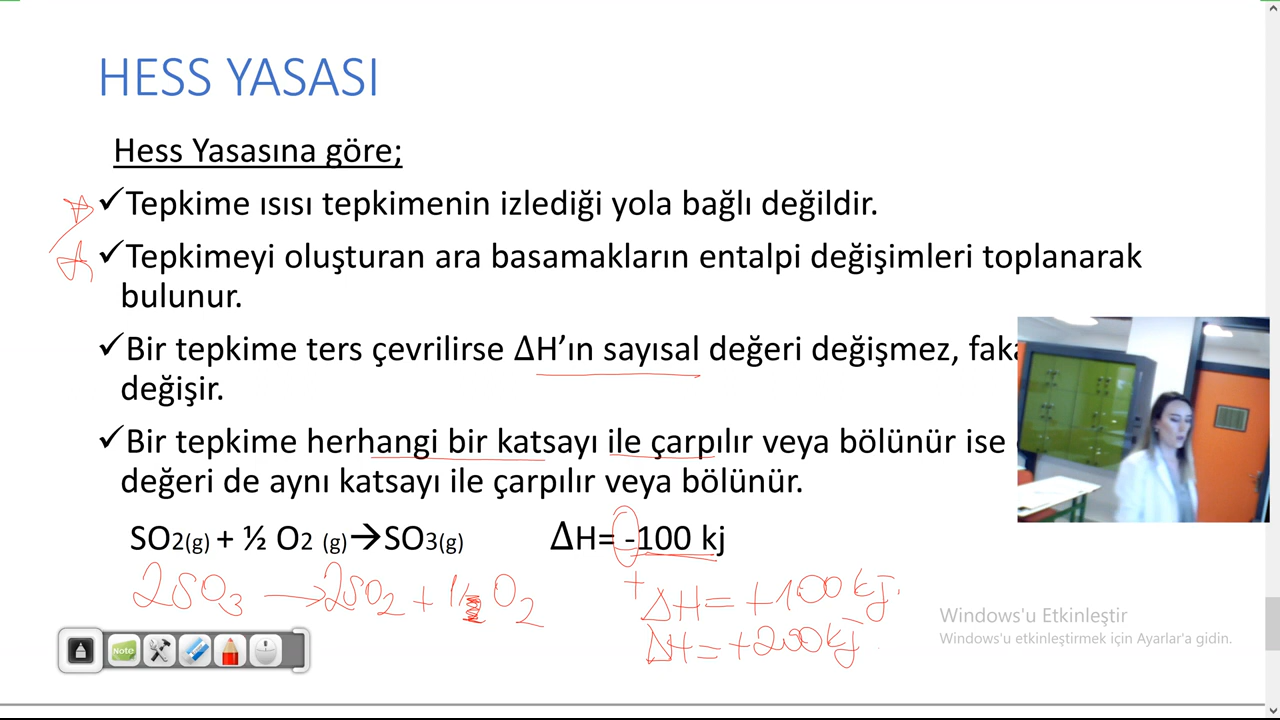 HESS YASASI
Hess Yasasına göre;
✓Tepkime ısısı tepkimenin izlediği yola bağlı değildir.
✓Tepkimeyi oluşturan ara basamakların entalpi değişimleri toplanarak
bulunur.
✓Bir tepkime ters çevrilirse ΔH’ın sayısal değeri değişmez,
değişir.
✓Bir tepkime herhangi bir katsayı ile çarpılır veya bölünür ise
değeri de aynı katsayı ile çarpılır veya bölünür.
SO2(g) + ½ O2 (g)→SO3(g) ΔH= -100 kj
2SO3 → 2SO2 + O2 + ΔH = +100 kj.
ΔH = +200 kj
Note
Windows'u Etkinleştir
Windows'u etkinleştirmek için Ayarlar'a gidin.